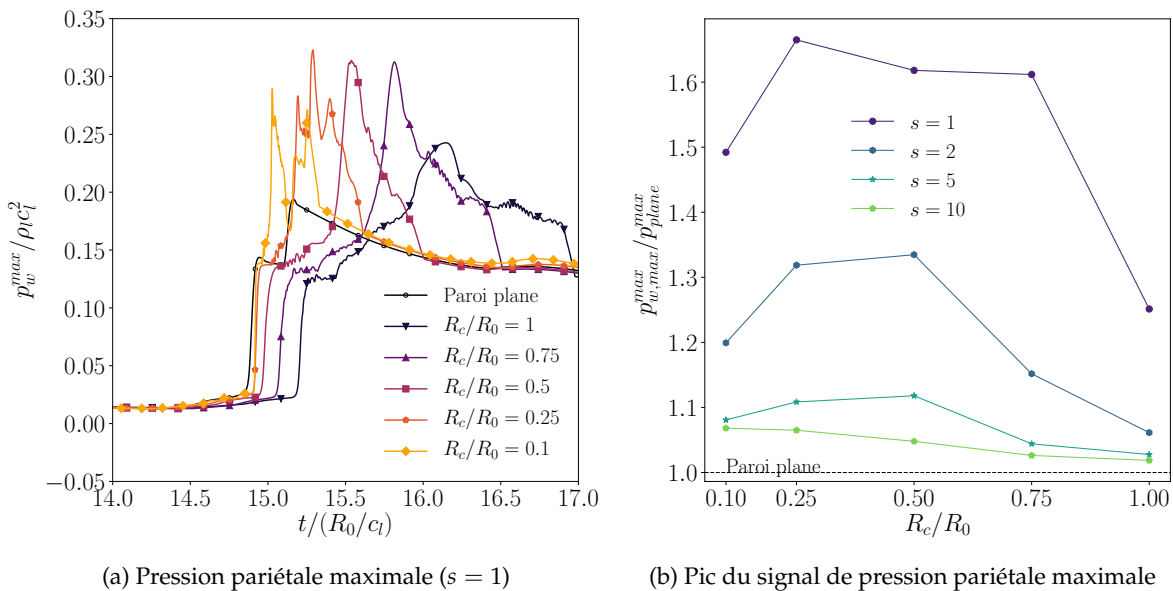 0.35
0.30
0.25
0.20
0.15
0.10
0.05
0.00
−0.05
p_w^{max}/ρ_l c_l^2
14.0 14.5 15.0 15.5 16.0 16.5 17.0
t/(R_0/c_l)
Paroi plane
R_c/R_0 = 1
R_c/R_0 = 0.75
R_c/R_0 = 0.5
R_c/R_0 = 0.25
R_c/R_0 = 0.1
(a) Pression pariétale maximale (s = 1)
1.6
1.5
1.4
1.3
1.2
1.1
1.0
p_{w,max}^{max}/p_{plane}^{max}
s = 1
s = 2
s = 5
s = 10
Paroi plane
0.10 0.25 0.50 0.75 1.00
R_c/R_0
(b) Pic du signal de pression pariétale maximale